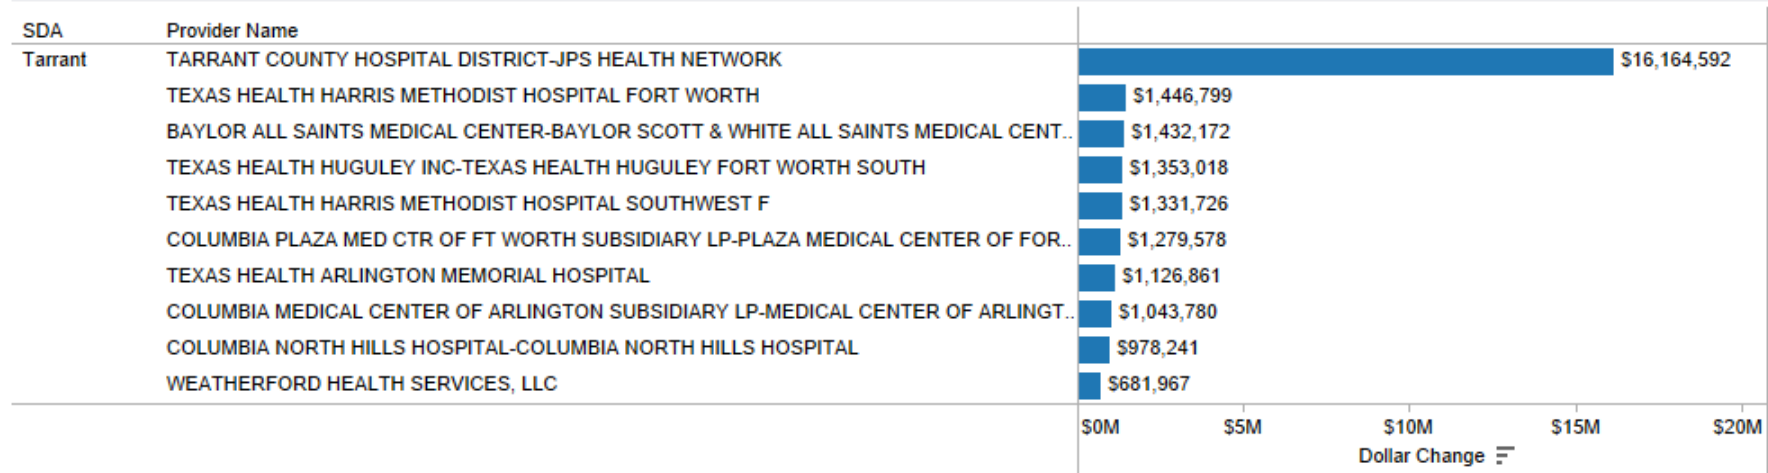 SDA Provider Name
Tarrant TARRANT COUNTY HOSPITAL DISTRICT-JPS HEALTH NETWORK $16,164,592
TEXAS HEALTH HARRIS METHODIST HOSPITAL FORT WORTH $1,446,799
BAYLOR ALL SAINTS MEDICAL CENTER-BAYLOR SCOTT & WHITE ALL SAINTS MEDICAL CENT.. $1,432,172
TEXAS HEALTH HUGULEY INC-TEXAS HEALTH HUGULEY FORT WORTH SOUTH $1,353,018
TEXAS HEALTH HARRIS METHODIST HOSPITAL SOUTHWEST F $1,331,726
COLUMBIA PLAZA MED CTR OF FT WORTH SUBSIDIARY LP-PLAZA MEDICAL CENTER OF FOR.. $1,279,578
TEXAS HEALTH ARLINGTON MEMORIAL HOSPITAL $1,126,861
COLUMBIA MEDICAL CENTER OF ARLINGTON SUBSIDIARY LP-MEDICAL CENTER OF ARLINGT.. $1,043,780
COLUMBIA NORTH HILLS HOSPITAL-COLUMBIA NORTH HILLS HOSPITAL $978,241
WEATHERFORD HEALTH SERVICES, LLC $681,967
$0M $5M $10M $15M $20M
Dollar Change